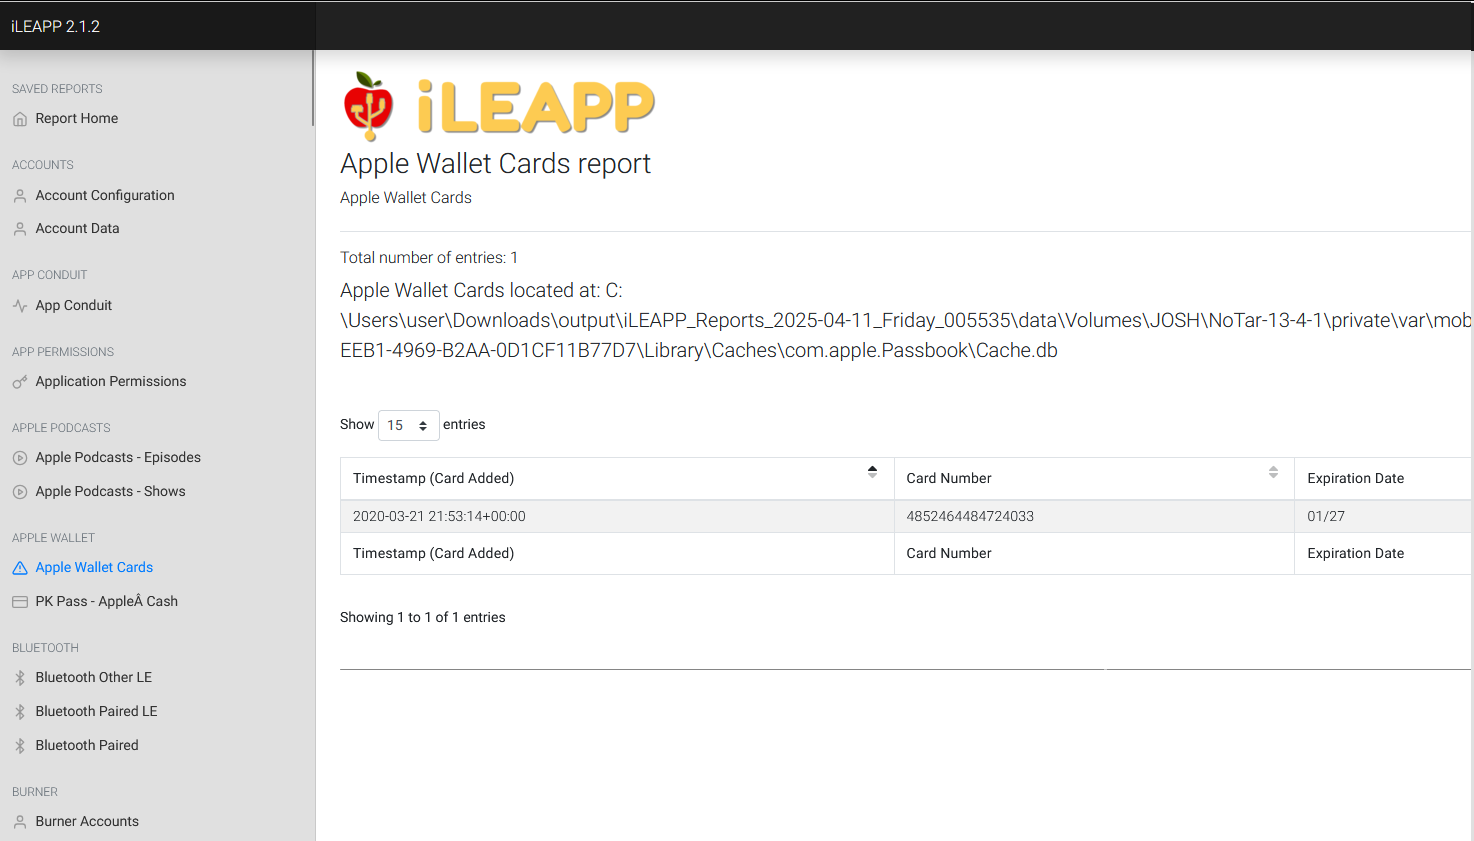 iLEAPP 2.1.2
SAVED REPORTS
Report Home
ACCOUNTS
Account Configuration
Account Data
APP CONDUIT
App Conduit
APP PERMISSIONS
Application Permissions
APPLE PODCASTS
Apple Podcasts - Episodes
Apple Podcasts - Shows
APPLE WALLET
Apple Wallet Cards
PK Pass - AppleÂ Cash
BLUETOOTH
Bluetooth Other LE
Bluetooth Paired LE
Bluetooth Paired
BURNER
Burner Accounts
iLEAPP
Apple Wallet Cards report
Apple Wallet Cards
Total number of entries: 1
Apple Wallet Cards located at: C:
\Users\user\Downloads\output\iLEAPP_Reports_2025-04-11_Friday_005535\data\Volumes\JOSH\NoTar-13-4-1\private\var\mob
EEB1-4969-B2AA-0D1CF11B77D7\Library\Caches\com.apple.Passbook\Cache.db
Show 15 entries
Timestamp (Card Added) Card Number Expiration Date
2020-03-21 21:53:14+00:00 4852464484724033 01/27
Timestamp (Card Added) Card Number Expiration Date
Showing 1 to 1 of 1 entries